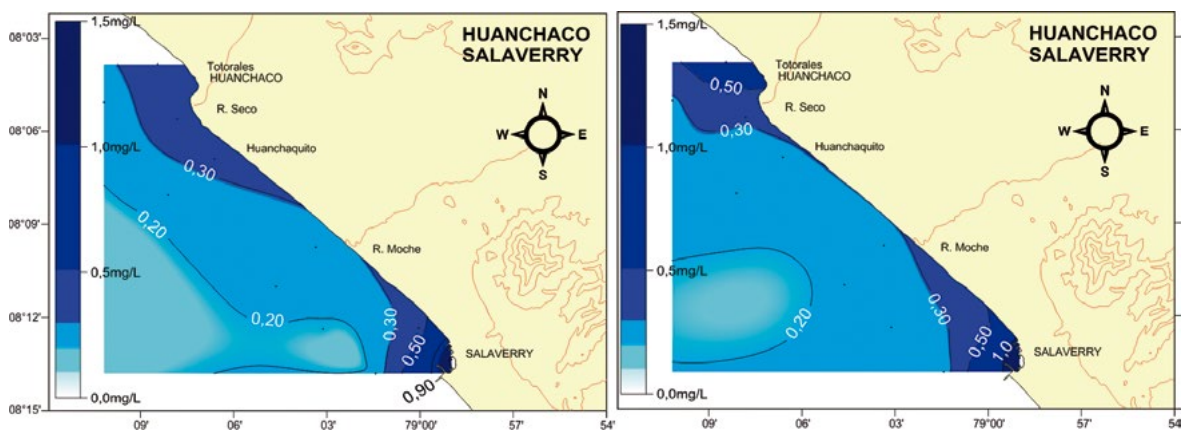 1,5mg/L
1,0mg/L
0,5mg/L
0,0mg/L
08°03'
08°06'
08°09'
08°12'
08°15'
HUANCHACO
SALAVERRY
N
W E
S
Totorales
HUANCHACO
R. Seco
Huanchaquito
0,30
0,20
R. Moche
0,20
0,30
0,50
SALAVERRY
0,90
09'
06'
03'
79°00'
57'
54'
1,5mg/L
1,0mg/L
0,5mg/L
0,0mg/L
HUANCHACO
SALAVERRY
N
W E
S
Totorales
HUANCHACO
0,50
R. Seco
0,30
Huanchaquito
R. Moche
0,20
0,30
0,50
1,0
SALAVERRY
09'
06'
03'
79°00'
57'
54'